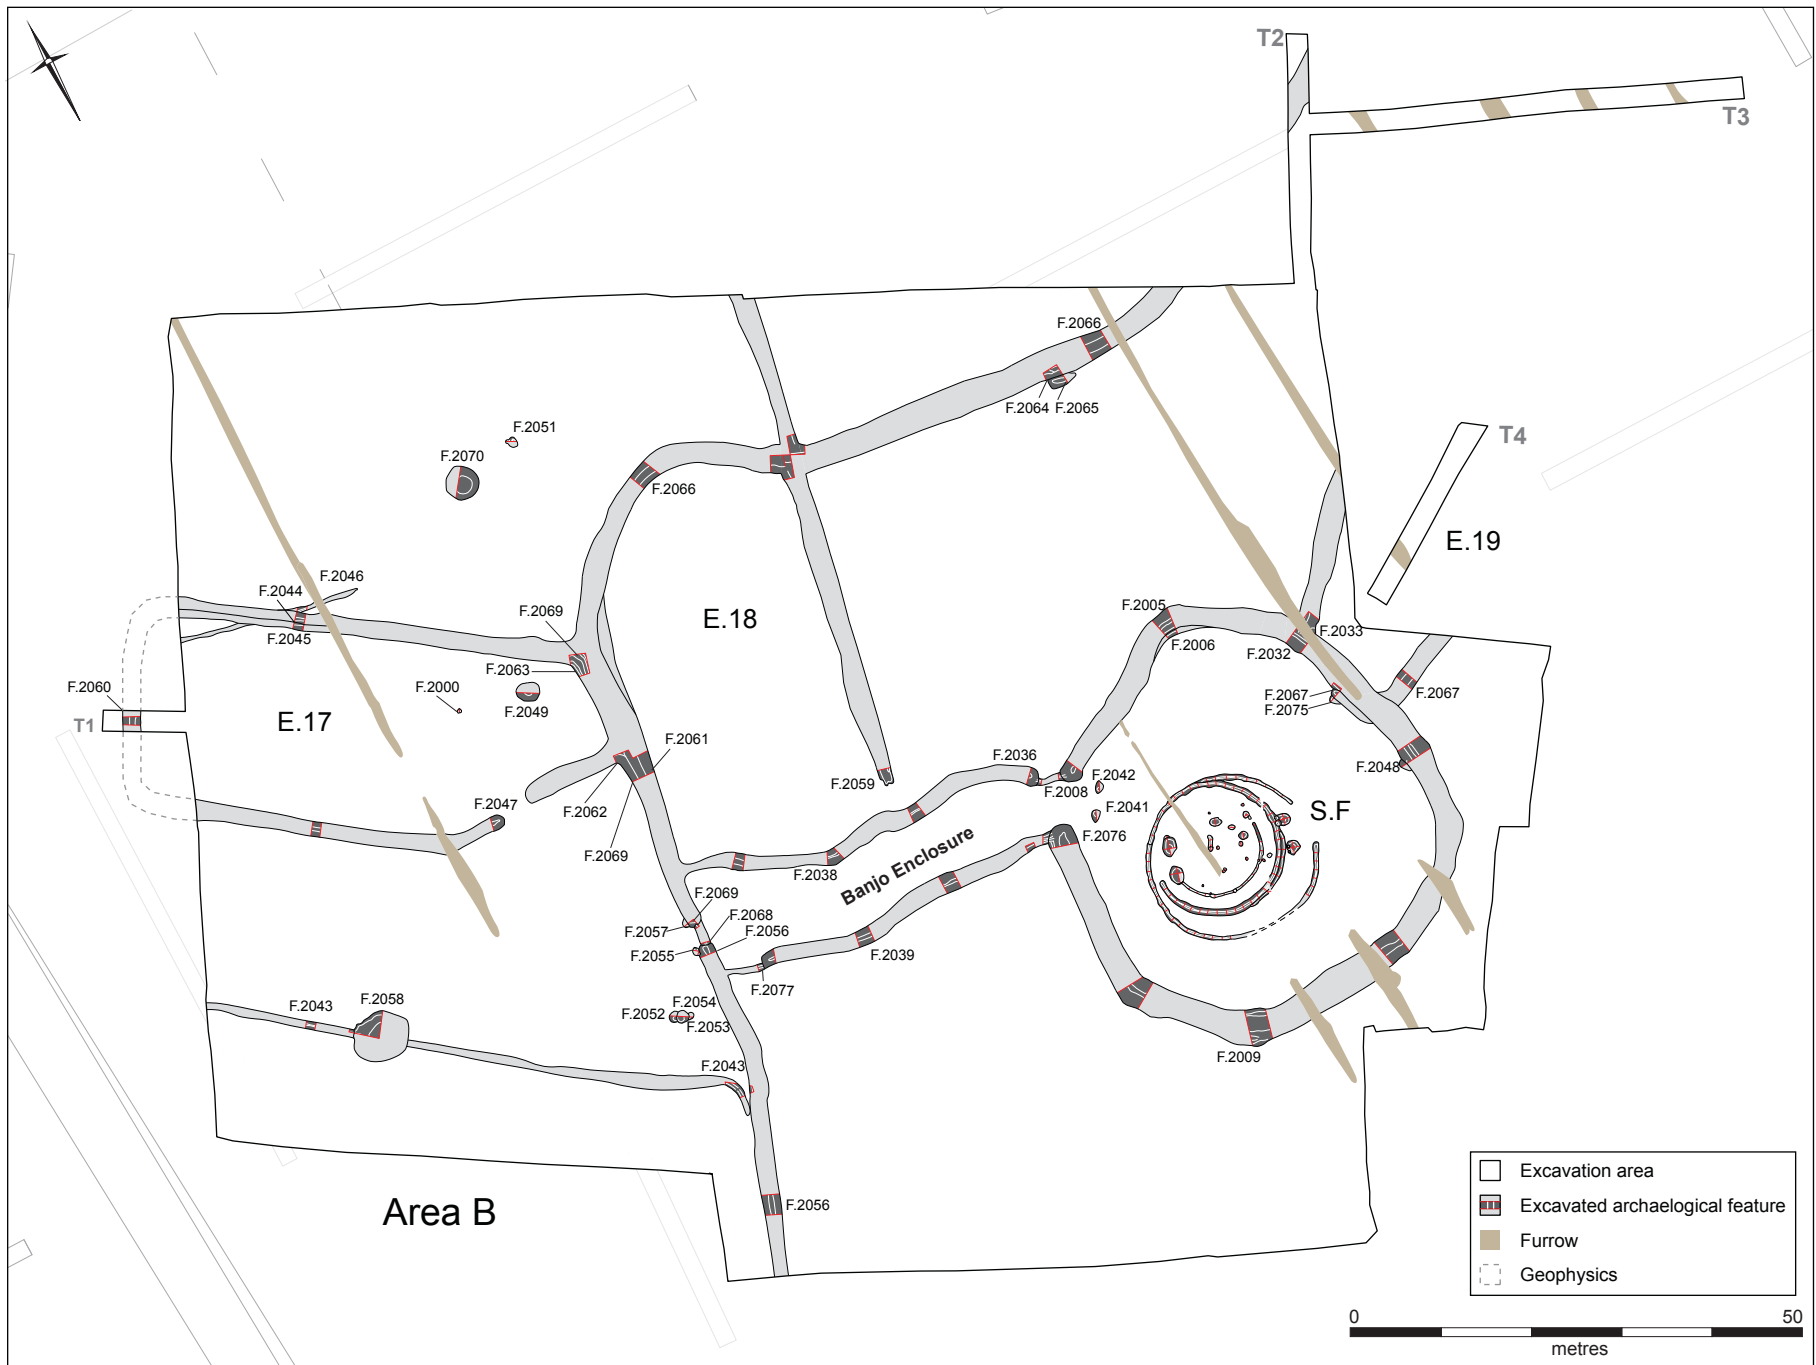 T2
T3
F.2066
F.2064
F.2065
F.2051
T4
F.2070
F.2066
E.19
F.2046
F.2044
F.2045
F.2069
E.18
F.2005
F.2033
F.2006
F.2032
F.2063
F.2060
F.2000
F.2049
F.2067
F.2067
F.2075
T1
E.17
F.2061
F.2036
F.2048
F.2059
F.2008
F.2042
F.2047
F.2062
F.2041
S.F
F.2076
F.2069
F.2038
Banjo Enclosure
F.2069
F.2068
F.2057
F.2056
F.2055
F.2039
F.2077
F.2043
F.2058
F.2054
F.2052
F.2053
F.2009
F.2043
F.2056
Area B
Excavation area
Excavated archaelogical feature
Furrow
Geophysics
0
50
metres